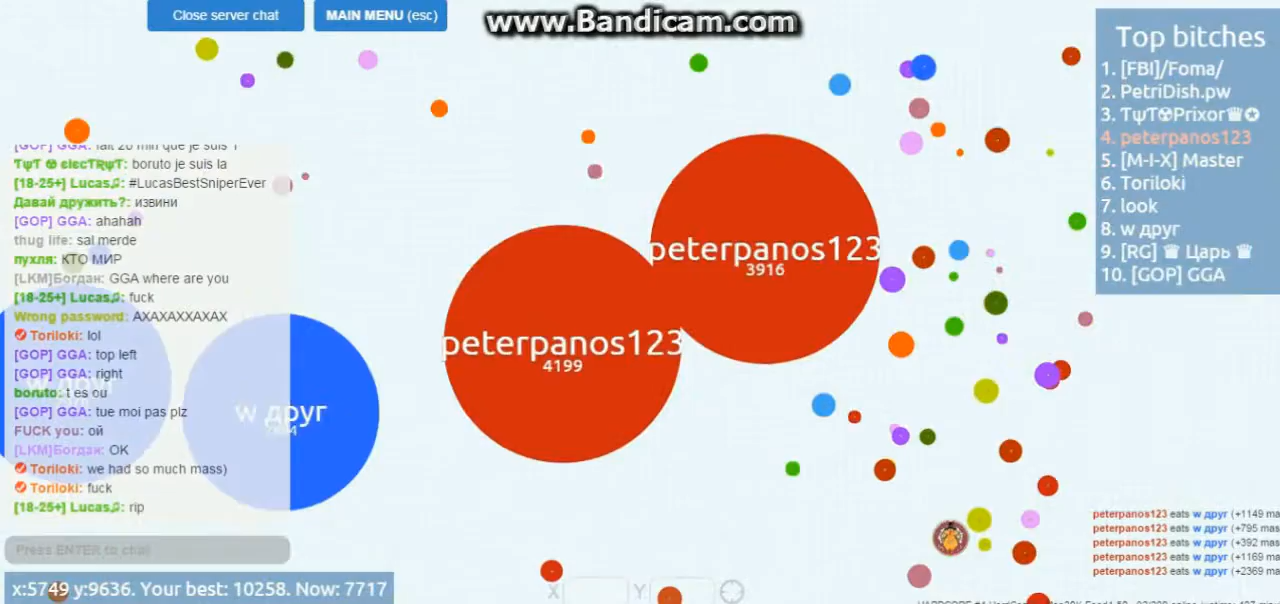 Close server chat
MAIN MENU (esc)
www.Bandicam.com
Top bitches
1. [FBI]/Foma/
2. PetriDish.pw
3. TψT☢Prixor♛✪
4. peterpanos123
5. [M-I-X] Master
6. Toriloki
7. look
8. w друг
9. [RG] ♛ Царь ♛
10. [GOP] GGA
TψT ☢ cιεcTRψT: boruto je suis la
[18-25+] Lucas♫: #LucasBestSniperEver
Давай дружить?: извини
[GOP] GGA: ahahah
thug life: sal merde
пухля: КТО МИР
[LKM]Богдан: GGA where are you
[18-25+] Lucas♫: fuck
Wrong password: АХАХАХХАХАХ
Toriloki: lol
[GOP] GGA: top left
[GOP] GGA: right
boruto: t es ou
[GOP] GGA: tue moi pas plz
FUCK you: ой
[LKM]Богдан: OK
Toriloki: we had so much mass)
Toriloki: fuck
[18-25+] Lucas♫: rip
Press ENTER to chat
x:5749 y:9636. Your best: 10258. Now: 7717
peterpanos123
3916
peterpanos123
4199
w друг
w друг
X
Y
peterpanos123 eats w друг (+1149 ma
peterpanos123 eats w друг (+795 mas
peterpanos123 eats w друг (+392 mas
peterpanos123 eats w друг (+1169 ma
peterpanos123 eats w друг (+2369 ma